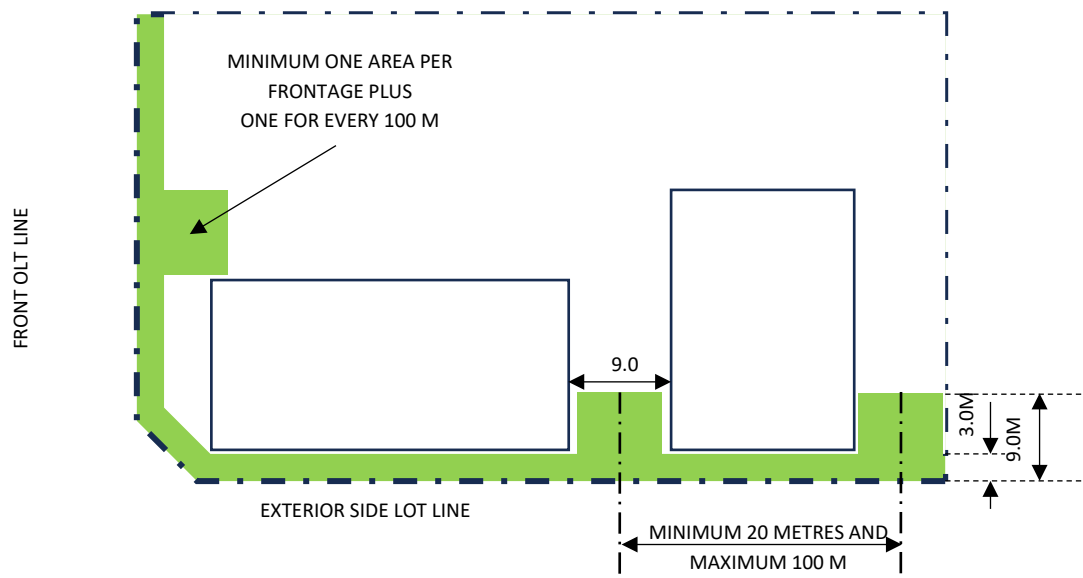 MINIMUM ONE AREA PER
FRONTAGE PLUS
ONE FOR EVERY 100 M
FRONT OLT LINE
9.0
3.0M
9.0M
EXTERIOR SIDE LOT LINE
MINIMUM 20 METRES AND
MAXIMUM 100 M